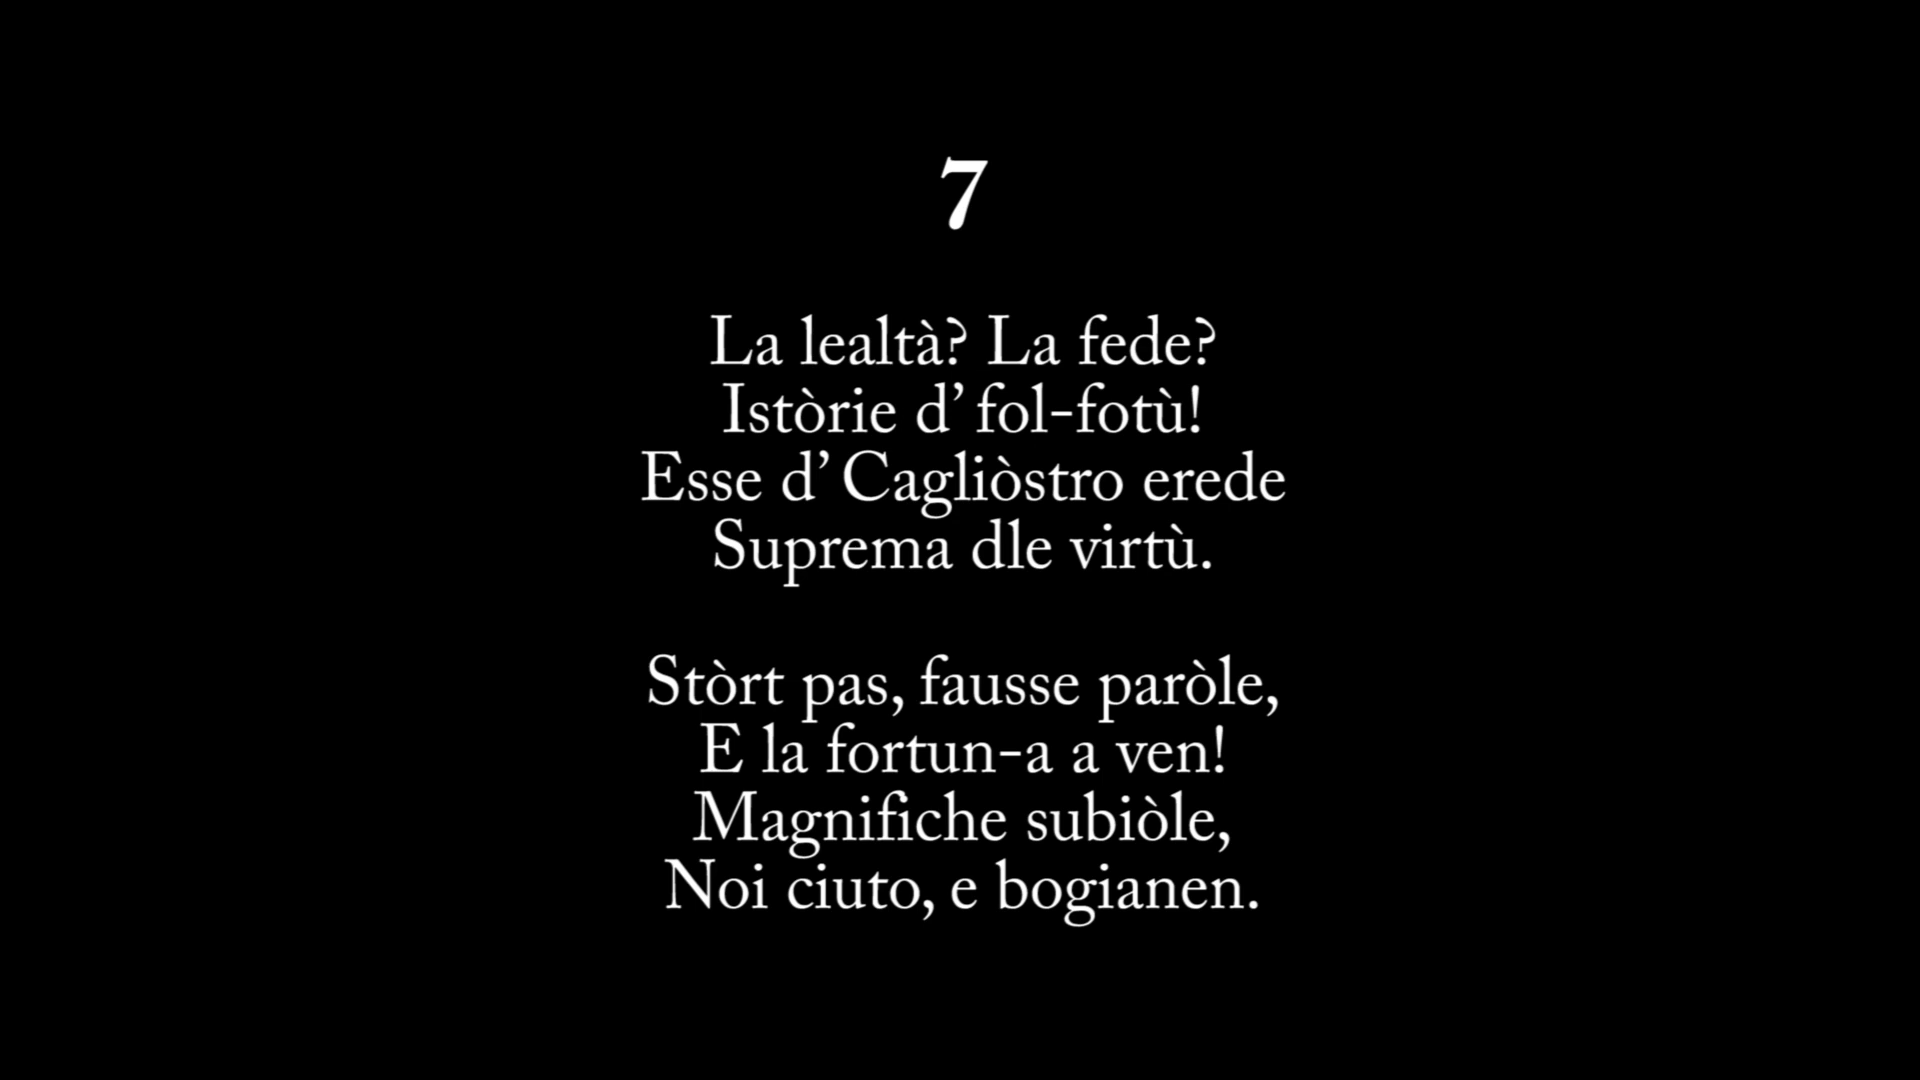 7
La lealtà? La fede?
Istòrie d’ fol-fotù!
Esse d’ Cagliòstro erede
Suprema dle virtù.
Stòrt pas, fausse paròle,
E la fortun-a a ven!
Magnifiche subiòle,
Noi ciuto, e bogianen.